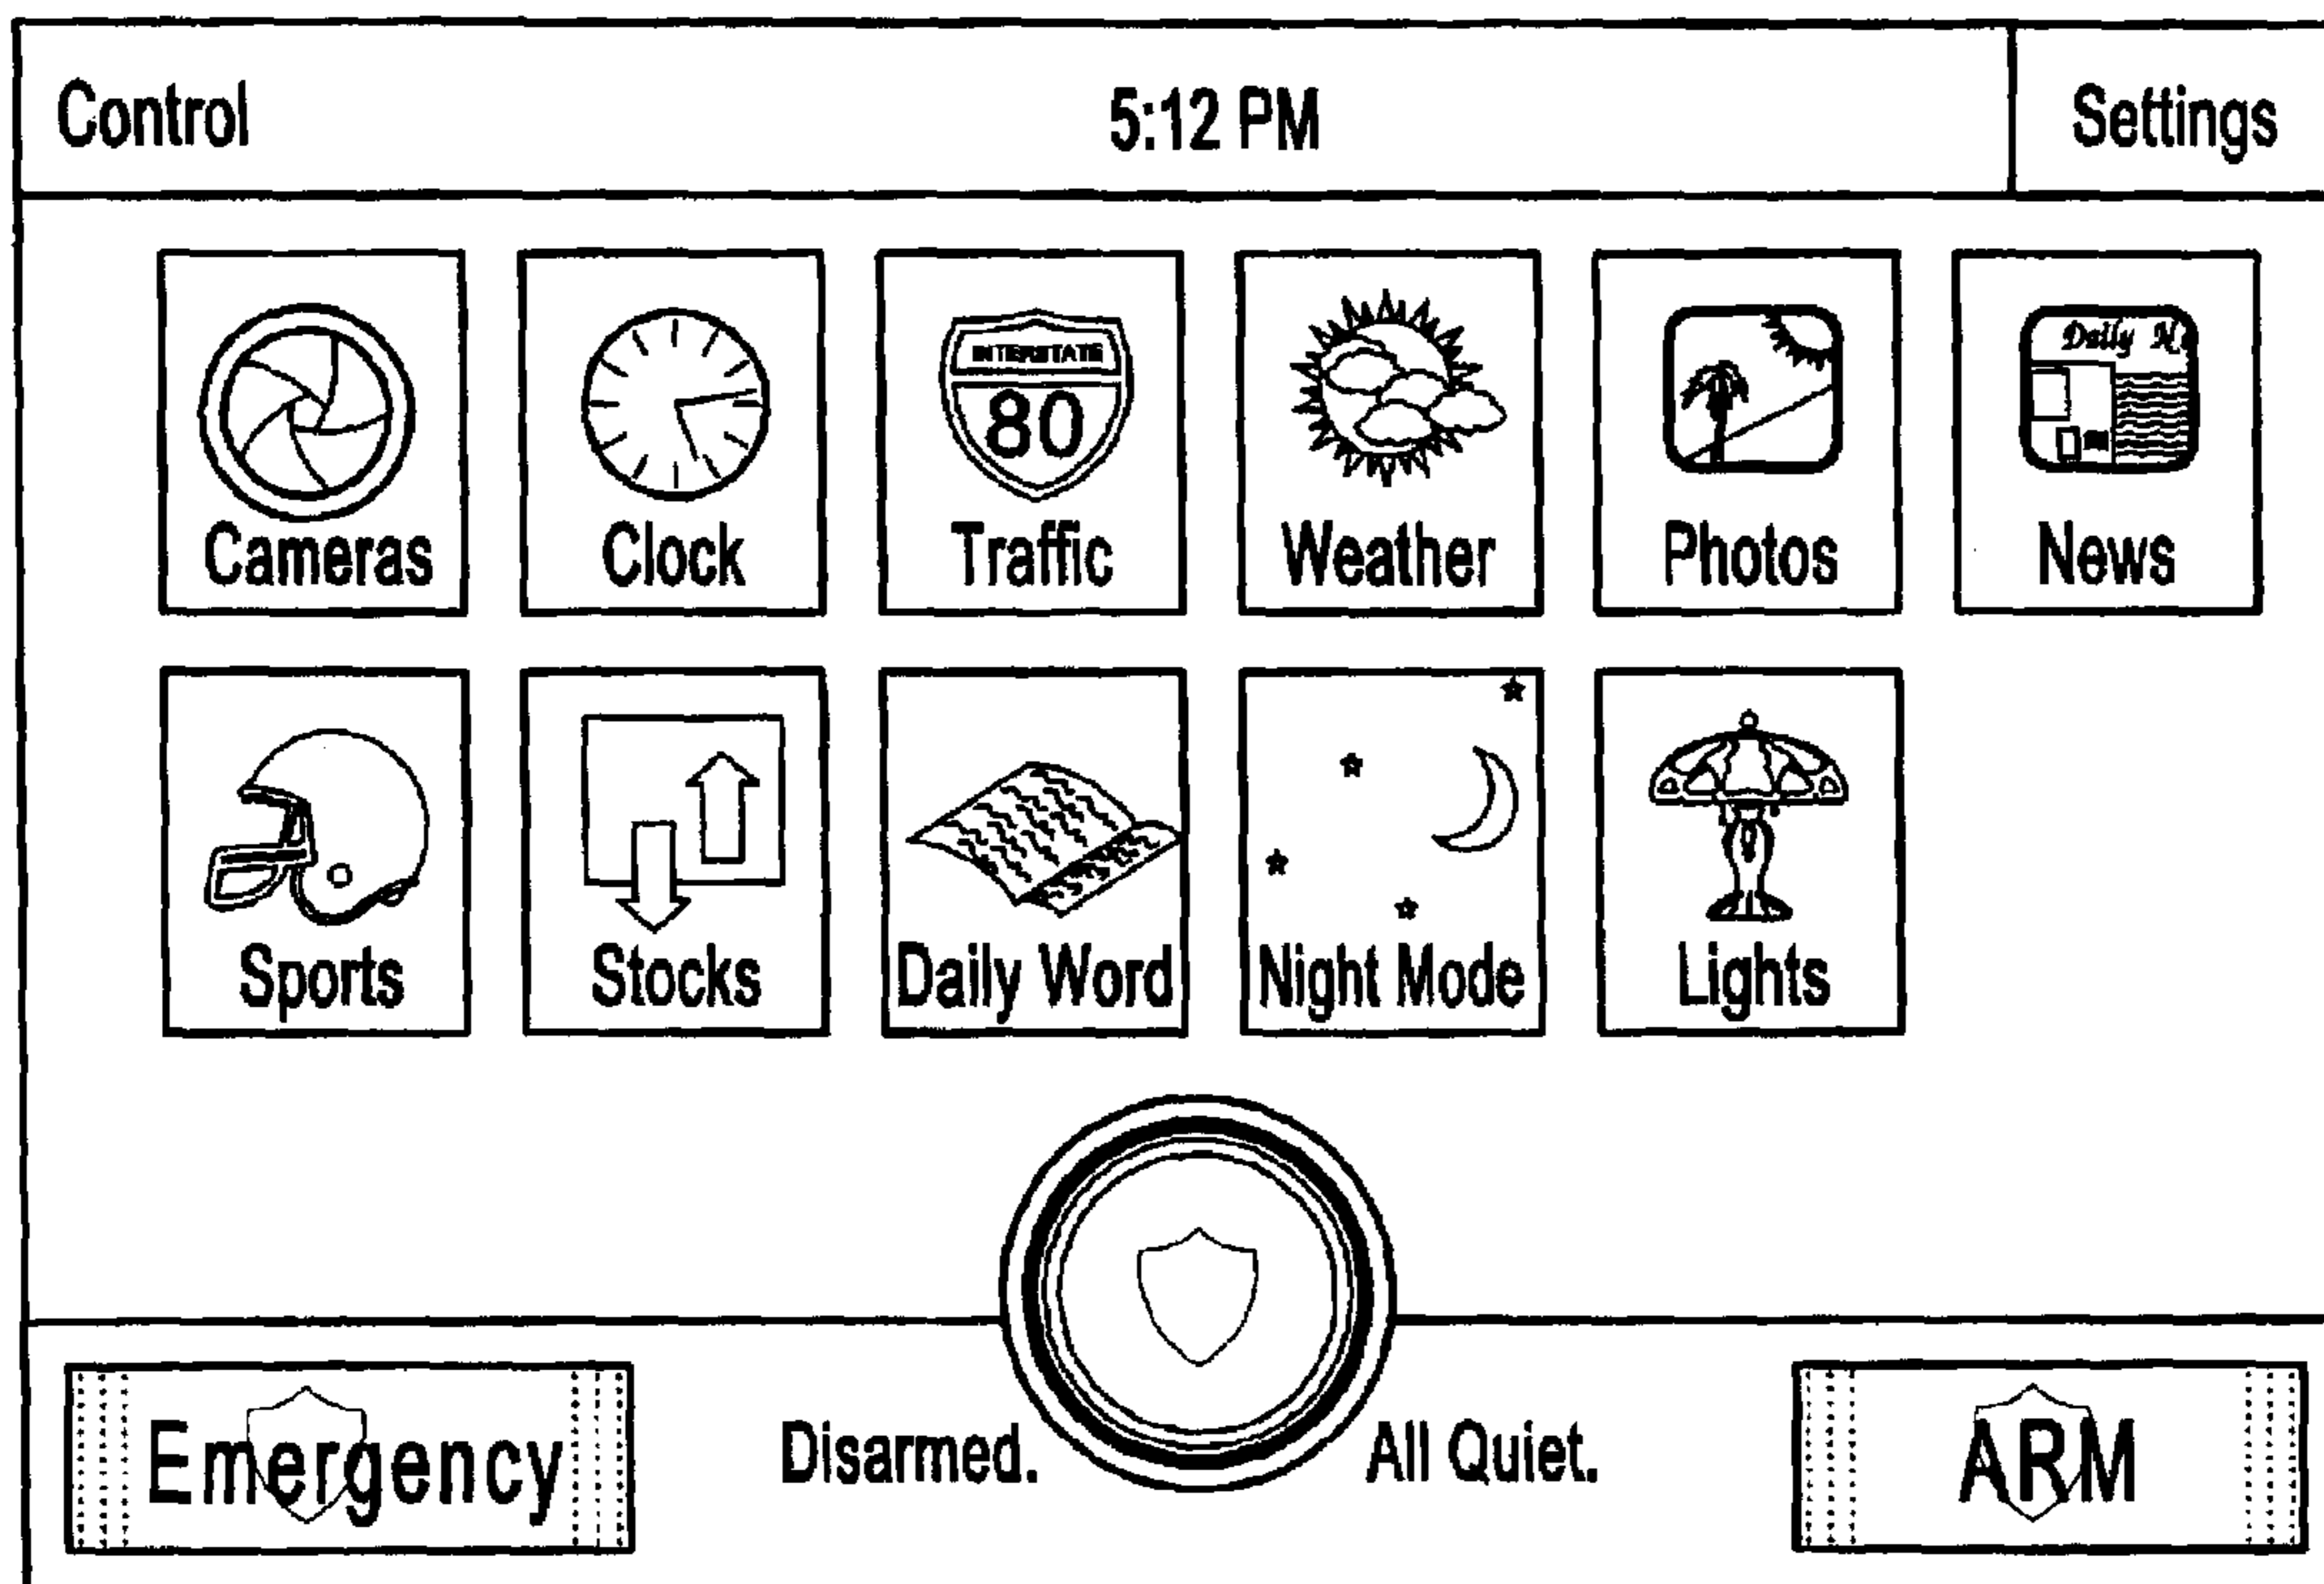 Control 5:12 PM Settings
INTERSTATE
80
Daily N
Cameras Clock Traffic Weather Photos News
Sports Stocks Daily Word Night Mode Lights
Emergency Disarmed. All Quiet. ARM